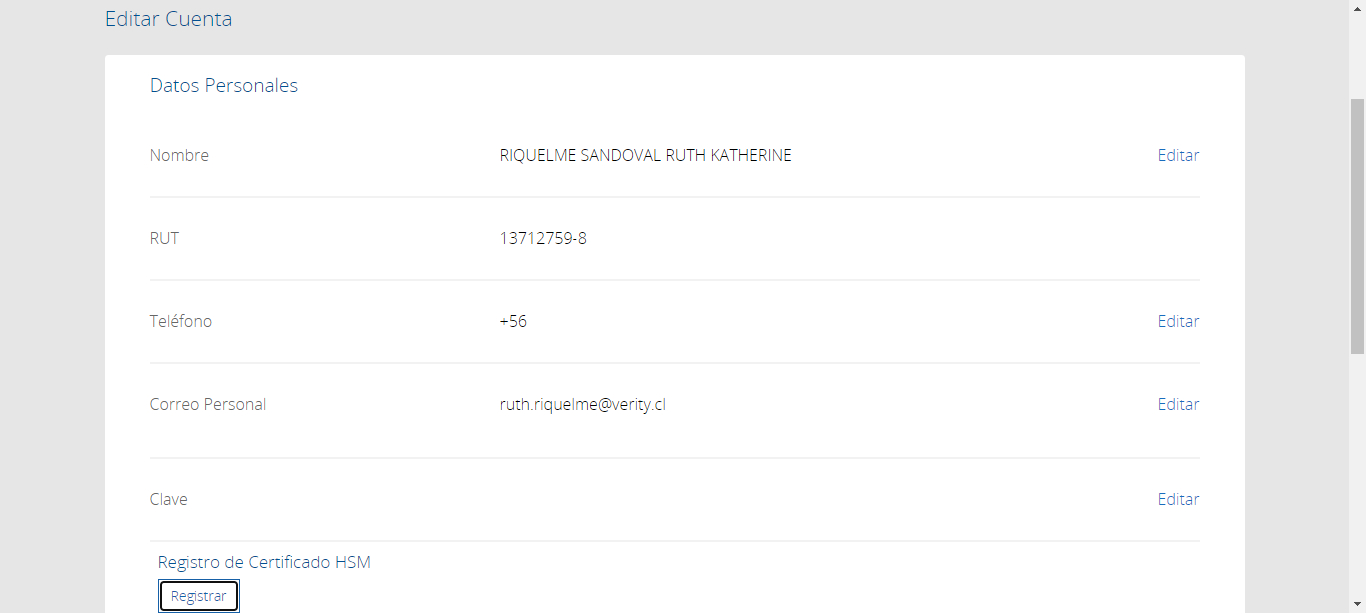 Editar Cuenta
Datos Personales
Nombre RIQUELME SANDOVAL RUTH KATHERINE Editar
RUT 13712759-8
Teléfono +56 Editar
Correo Personal ruth.riquelme@verity.cl Editar
Clave Editar
Registro de Certificado HSM
Registrar